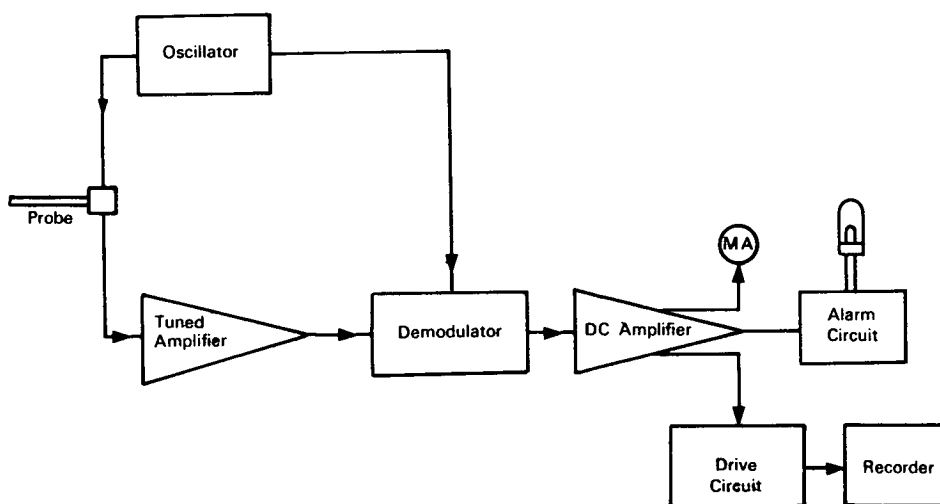 Oscillator
Probe
Tuned
Amplifier
Demodulator
DC Amplifier
MA
Alarm
Circuit
Drive
Circuit
Recorder